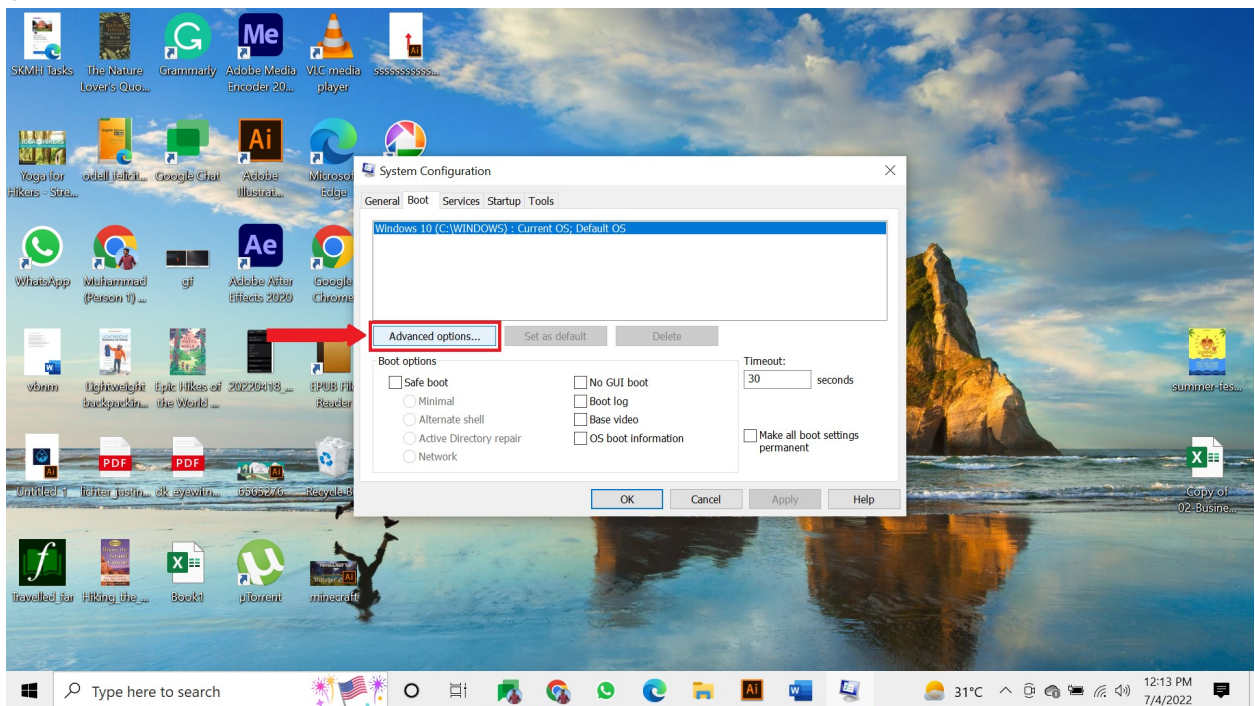 SKMH Tasks
The Nature Lover's Quo...
Grammarly
Adobe Media Encoder 20...
VLC media player
sssssssssss...
Yoga for Hikers - Stre...
odell_felicit...
Google Chat
Adobe Illustrat...
Microsof Edge
WhatsApp
Muhammad (Person 1) ...
gif
Adobe After Effects 2020
Google Chrome
vbnm
Lightweight backpackin...
Epic Hikes of the World ...
20220418_...
EPUB Fil Reader
Untitled-1
lichter_justin...
dk_eyewitn...
6565276
Recycle B
Travelled_far
Hiking_the_...
Book1
µTorrent
minecraft
System Configuration
General Boot Services Startup Tools
Windows 10 (C:\WINDOWS) : Current OS; Default OS
Advanced options... Set as default Delete
Boot options
Safe boot
Minimal
Alternate shell
Active Directory repair
Network
No GUI boot
Boot log
Base video
OS boot information
Timeout:
30 seconds
Make all boot settings
permanent
OK Cancel Apply Help
summer-fes...
Copy of
02-Busine...
Type here to search
31°C
12:13 PM
7/4/2022